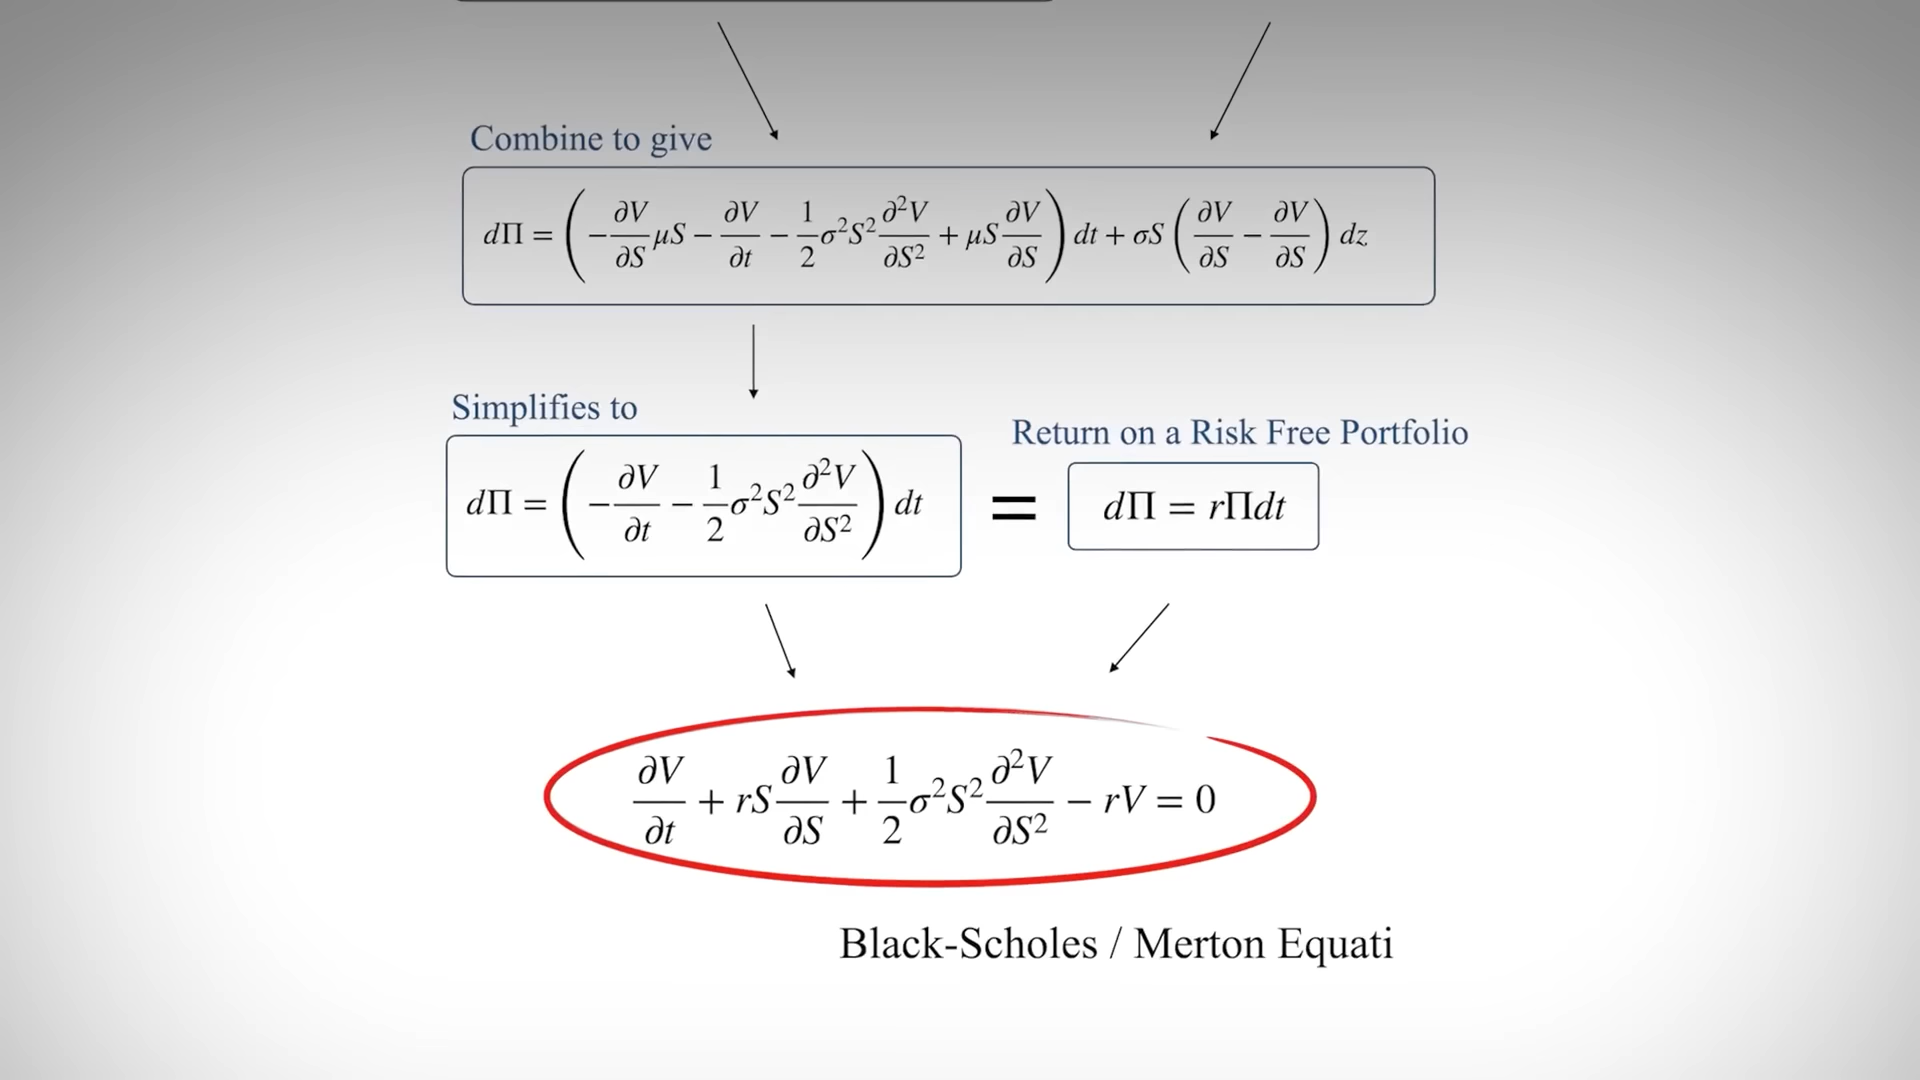 Combine to give
dΠ = (−∂V/∂S μS − ∂V/∂t − 1/2 σ²S² ∂²V/∂S² + μS ∂V/∂S) dt + σS (∂V/∂S − ∂V/∂S) dz
Simplifies to
Return on a Risk Free Portfolio
dΠ = (−∂V/∂t − 1/2 σ²S² ∂²V/∂S²) dt = dΠ = rΠdt
∂V/∂t + rS ∂V/∂S + 1/2 σ²S² ∂²V/∂S² − rV = 0
Black-Scholes / Merton Equati